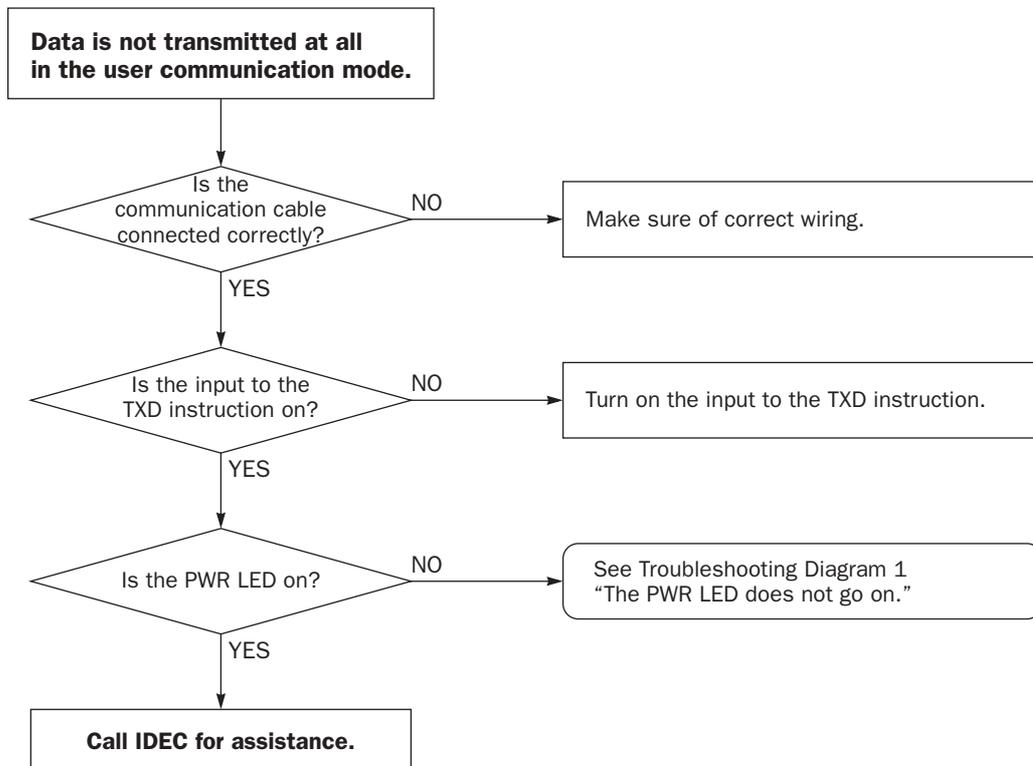 Data is not transmitted at all
in the user communication mode.
Is the
communication cable
connected correctly?
NO
Make sure of correct wiring.
YES
Is the input to the
TXD instruction on?
NO
Turn on the input to the TXD instruction.
YES
Is the PWR LED on?
NO
See Troubleshooting Diagram 1
“The PWR LED does not go on.”
YES
Call IDEC for assistance.